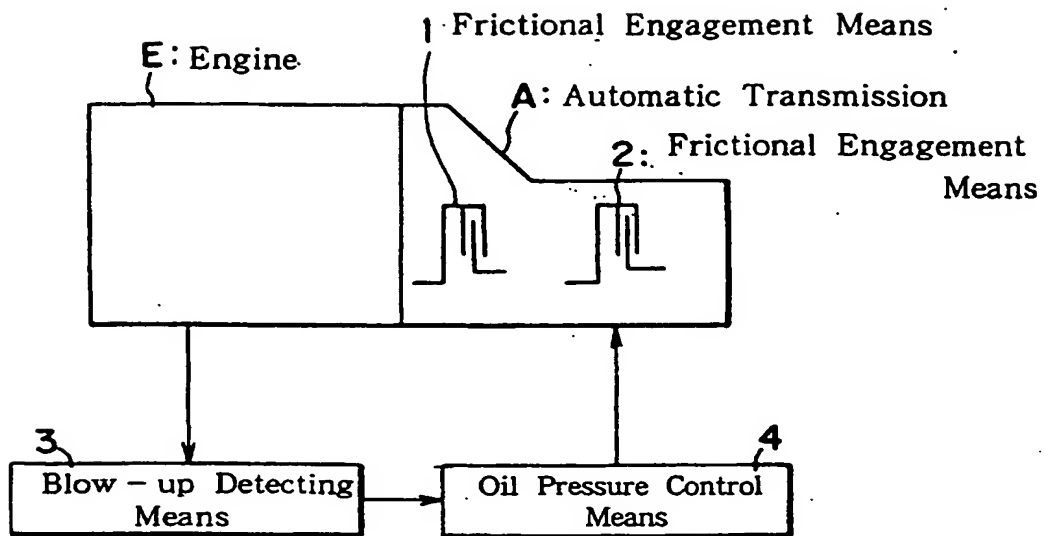 1 Frictional Engagement Means
E: Engine
A: Automatic Transmission
2: Frictional Engagement
Means
3
Blow-up Detecting
Means
4
Oil Pressure Control
Means